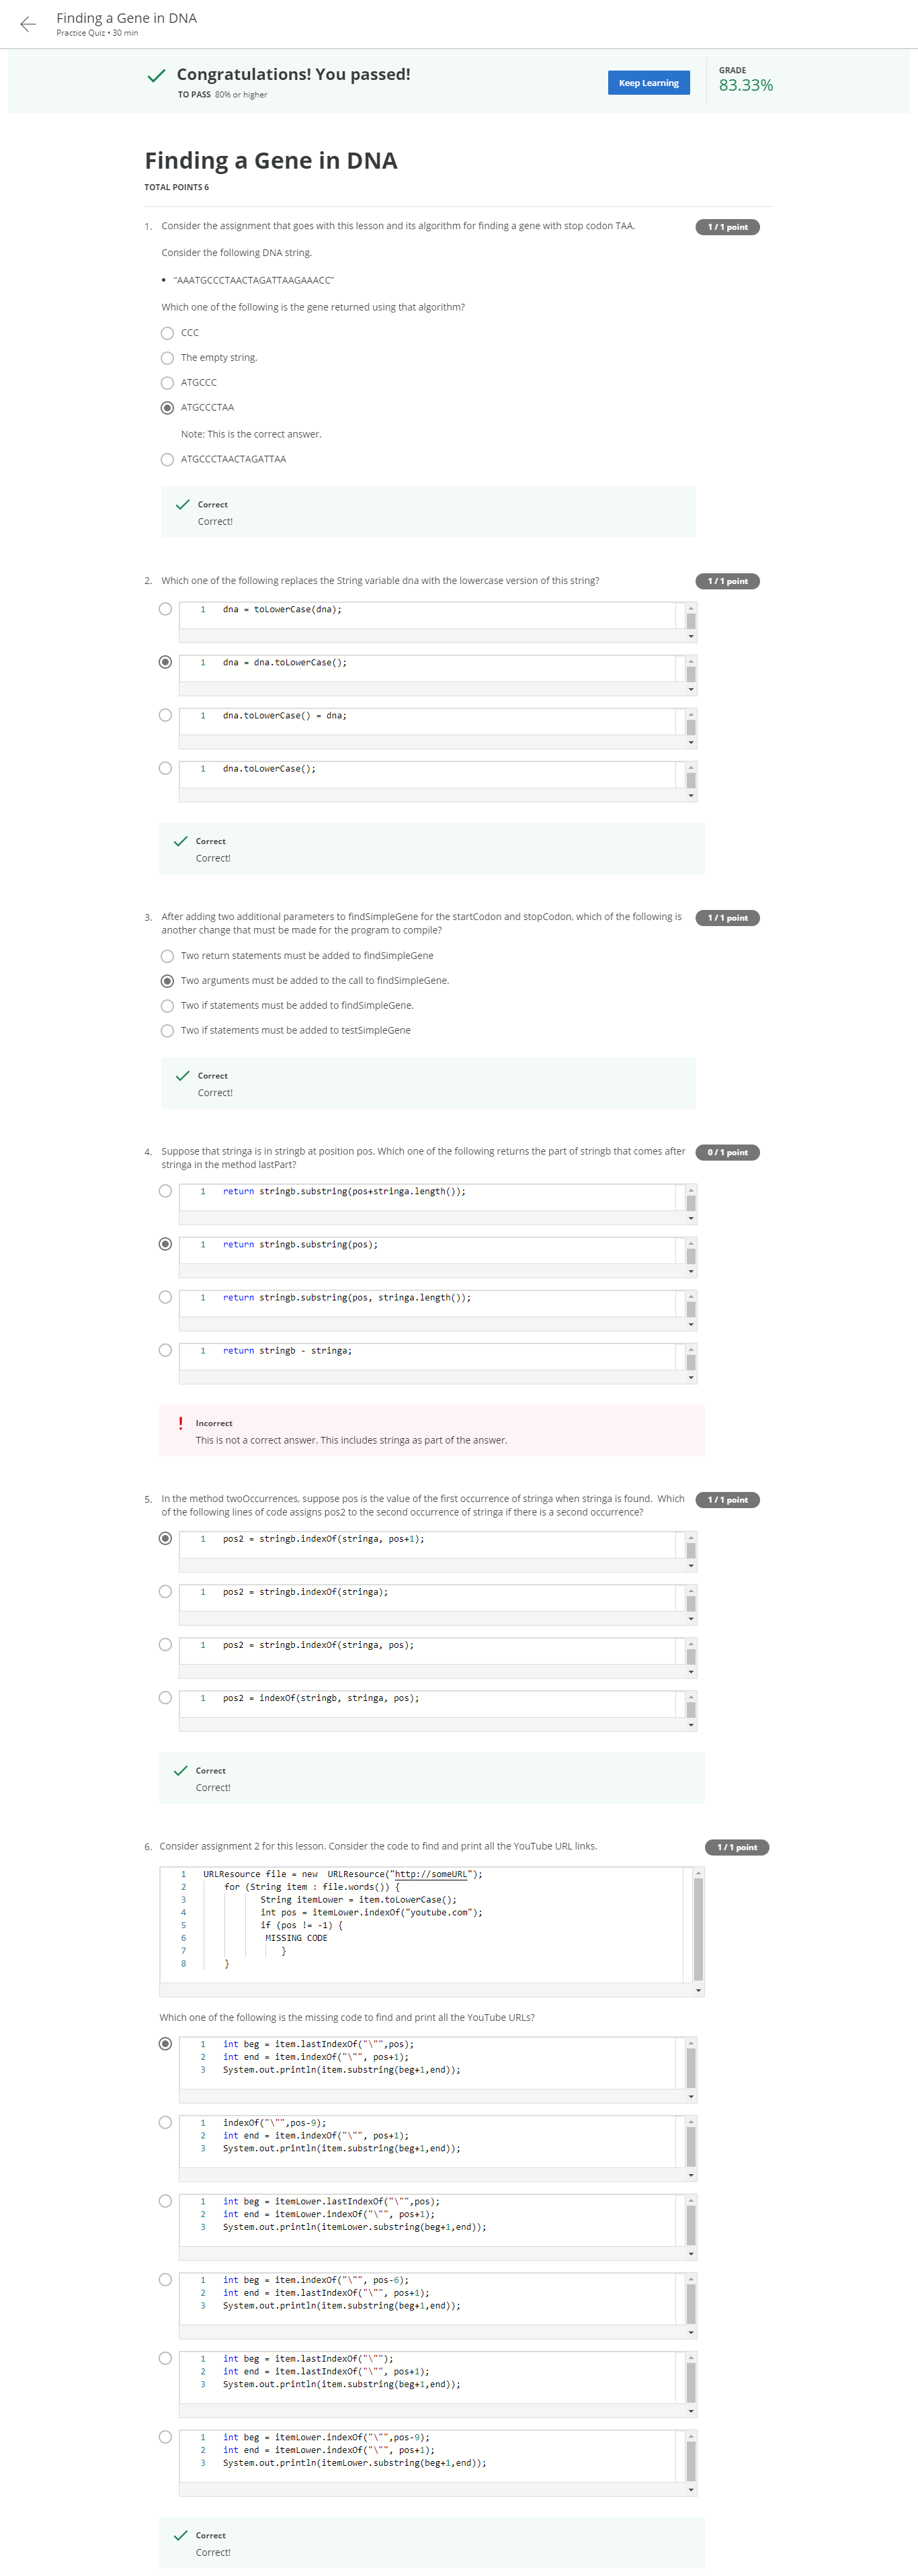 Finding a Gene in DNA
Practice Quiz • 30 min
Congratulations! You passed!
TO PASS 80% or higher
Keep Learning
GRADE
83.33%
Finding a Gene in DNA
TOTAL POINTS 6
1. Consider the assignment that goes with this lesson and its algorithm for finding a gene with stop codon TAA.
1 / 1 point
Consider the following DNA string.
• "AAATGCCCTAACTAGATTAAGAAACC"
Which one of the following is the gene returned using that algorithm?
CCC
The empty string.
ATGCCC
ATGCCCTAA
Note: This is the correct answer.
ATGCCCTAACTAGATTAA
Correct
Correct!
2. Which one of the following replaces the String variable dna with the lowercase version of this string?
1 / 1 point
1 dna = toLowerCase(dna);
1 dna = dna.toLowerCase();
1 dna.toLowerCase() = dna;
1 dna.toLowerCase();
Correct
Correct!
3. After adding two additional parameters to findSimpleGene for the startCodon and stopCodon, which of the following is
another change that must be made for the program to compile?
1 / 1 point
Two return statements must be added to findSimpleGene
Two arguments must be added to the call to findSimpleGene.
Two if statements must be added to findSimpleGene.
Two if statements must be added to testSimpleGene
Correct
Correct!
4. Suppose that stringa is in stringb at position pos. Which one of the following returns the part of stringb that comes after
stringa in the method lastPart?
0 / 1 point
1 return stringb.substring(pos+stringa.length());
1 return stringb.substring(pos);
1 return stringb.substring(pos, stringa.length());
1 return stringb - stringa;
Incorrect
This is not a correct answer. This includes stringa as part of the answer.
5. In the method twoOccurrences, suppose pos is the value of the first occurrence of stringa when stringa is found. Which
of the following lines of code assigns pos2 to the second occurrence of stringa if there is a second occurrence?
1 / 1 point
1 pos2 = stringb.indexOf(stringa, pos+1);
1 pos2 = stringb.indexOf(stringa);
1 pos2 = stringb.indexOf(stringa, pos);
1 pos2 = indexOf(stringb, stringa, pos);
Correct
Correct!
6. Consider assignment 2 for this lesson. Consider the code to find and print all the YouTube URL links.
1 / 1 point
1 URLResource file = new  URLResource("http://someURL");
2 for (String item : file.words()) {
3 String itemLower = item.toLowerCase();
4 int pos = itemLower.indexOf("youtube.com");
5 if (pos != -1) {
6 MISSING CODE
7 }
8 }
Which one of the following is the missing code to find and print all the YouTube URLs?
1 int beg = item.lastIndexOf("\"",pos);
2 int end = item.indexOf("\"", pos+1);
3 System.out.println(item.substring(beg+1,end));
1 indexOf("\"",pos-9);
2 int end = item.indexOf("\"", pos+1);
3 System.out.println(item.substring(beg+1,end));
1 int beg = itemLower.lastIndexOf("\"",pos);
2 int end = itemLower.indexOf("\"", pos+1);
3 System.out.println(itemLower.substring(beg+1,end));
1 int beg = item.indexOf("\"", pos-6);
2 int end = item.lastIndexOf("\"", pos+1);
3 System.out.println(item.substring(beg+1,end));
1 int beg = item.lastIndexOf("\"");
2 int end = item.lastIndexOf("\"", pos+1);
3 System.out.println(item.substring(beg+1,end));
1 int beg = itemLower.indexOf("\"",pos-9);
2 int end = itemLower.indexOf("\"", pos+1);
3 System.out.println(itemLower.substring(beg+1,end));
Correct
Correct!